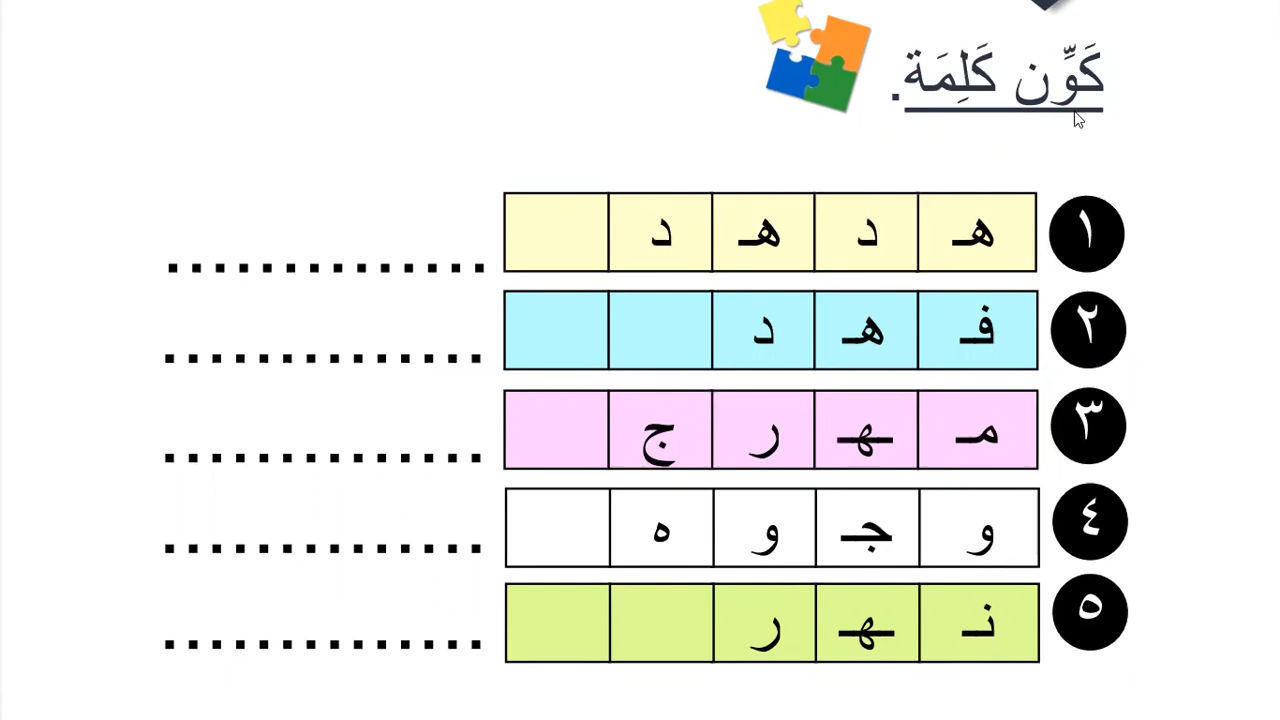 كَوِّن كَلِمَة.
١ هـ د هـ د ..............
٢ فـ هـ د ..............
٣ مـ ـهـ ر ج ..............
٤ و جـ و ه ..............
٥ نـ ـهـ ر ..............